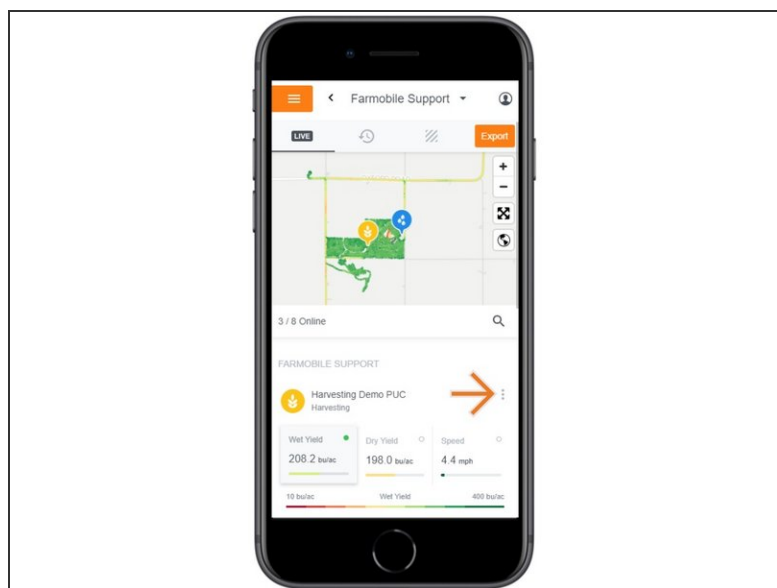 Farmobile Support
LIVE
Export
3 / 8 Online
FARMOBILE SUPPORT
Harvesting Demo PUC
Harvesting
Wet Yield Dry Yield Speed
208.2 bu/ac 198.0 bu/ac 4.4 mph
10 bu/ac Wet Yield 400 bu/ac